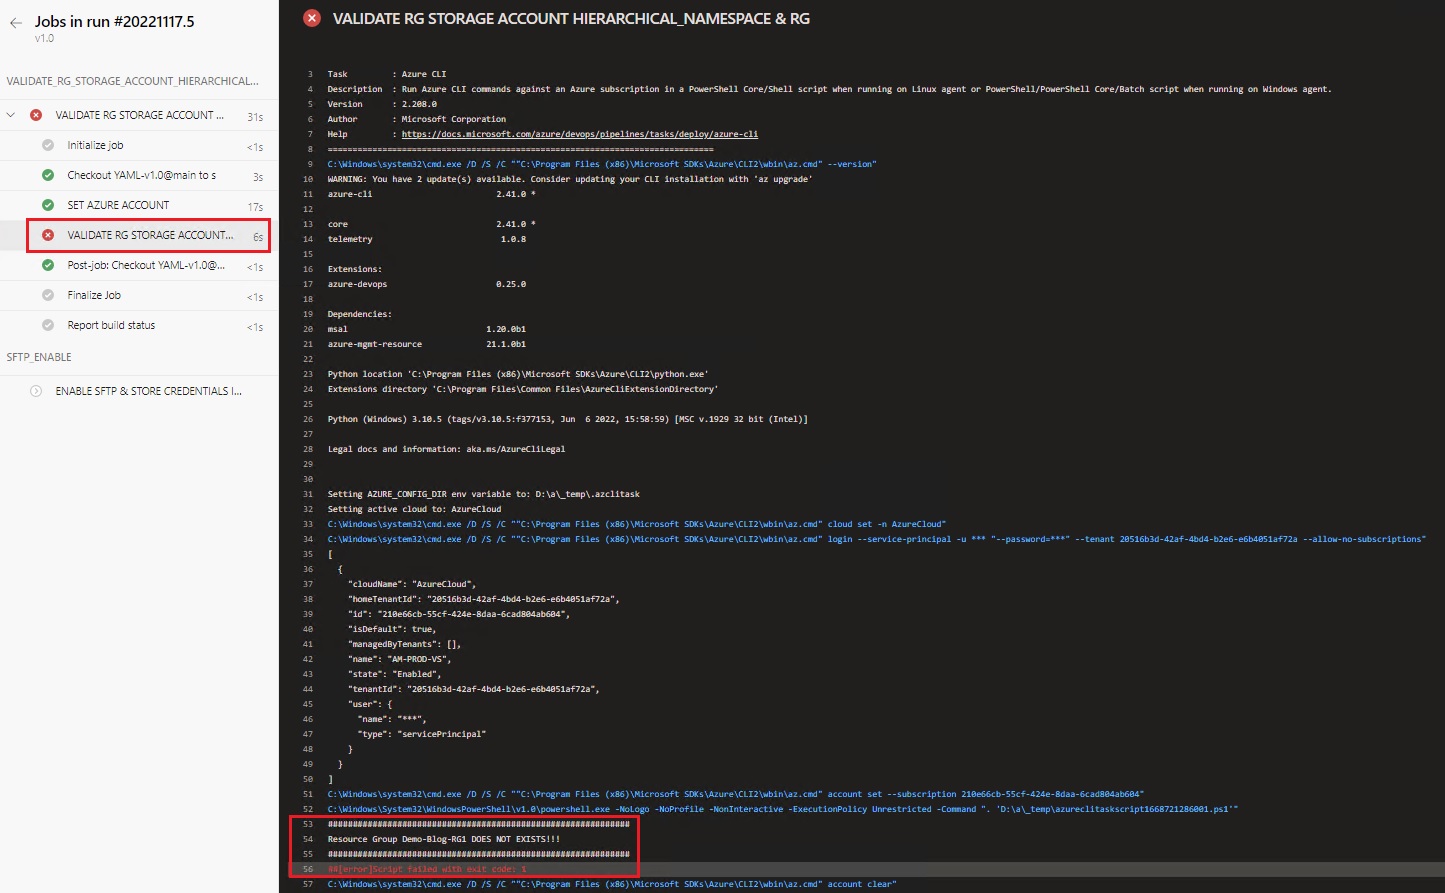 Jobs in run #20221117.5
v1.0
VALIDATE_RG_STORAGE_ACCOUNT_HIERARCHICAL...
VALIDATE RG STORAGE ACCOUNT ... 31s
Initialize job <1s
Checkout YAML-v1.0@main to s 3s
SET AZURE ACCOUNT 17s
VALIDATE RG STORAGE ACCOUNT... 6s
Post-job: Checkout YAML-v1.0@... <1s
Finalize Job <1s
Report build status <1s
SFTP_ENABLE
ENABLE SFTP & STORE CREDENTIALS I...
VALIDATE RG STORAGE ACCOUNT HIERARCHICAL_NAMESPACE & RG
3 Task : Azure CLI
4 Description : Run Azure CLI commands against an Azure subscription in a PowerShell Core/Shell script when running on Linux agent or PowerShell/PowerShell Core/Batch script when running on Windows agent.
5 Version : 2.208.0
6 Author : Microsoft Corporation
7 Help : https://docs.microsoft.com/azure/devops/pipelines/tasks/deploy/azure-cli
8 ==============================================================================
9 C:\Windows\system32\cmd.exe /D /S /C ""C:\Program Files (x86)\Microsoft SDKs\Azure\CLI2\wbin\az.cmd" --version"
10 WARNING: You have 2 update(s) available. Consider updating your CLI installation with 'az upgrade'
11 azure-cli 2.41.0 *
12
13 core 2.41.0 *
14 telemetry 1.0.8
15
16 Extensions:
17 azure-devops 0.25.0
18
19 Dependencies:
20 msal 1.20.0b1
21 azure-mgmt-resource 21.1.0b1
22
23 Python location 'C:\Program Files (x86)\Microsoft SDKs\Azure\CLI2\python.exe'
24 Extensions directory 'C:\Program Files\Common Files\AzureCliExtensionDirectory'
25
26 Python (Windows) 3.10.5 (tags/v3.10.5:f377153, Jun  6 2022, 15:58:59) [MSC v.1929 32 bit (Intel)]
27
28 Legal docs and information: aka.ms/AzureCliLegal
29
30
31 Setting AZURE_CONFIG_DIR env variable to: D:\a\_temp\.azclitask
32 Setting active cloud to: AzureCloud
33 C:\Windows\system32\cmd.exe /D /S /C ""C:\Program Files (x86)\Microsoft SDKs\Azure\CLI2\wbin\az.cmd" cloud set -n AzureCloud"
34 C:\Windows\system32\cmd.exe /D /S /C ""C:\Program Files (x86)\Microsoft SDKs\Azure\CLI2\wbin\az.cmd" login --service-principal -u *** "--password=***" --tenant 20516b3d-42af-4bd4-b2e6-e6b4051af72a --allow-no-subscriptions"
35 [
36 {
37 "cloudName": "AzureCloud",
38 "homeTenantId": "20516b3d-42af-4bd4-b2e6-e6b4051af72a",
39 "id": "210e66cb-55cf-424e-8daa-6cad804ab604",
40 "isDefault": true,
41 "managedByTenants": [],
42 "name": "AM-PROD-VS",
43 "state": "Enabled",
44 "tenantId": "20516b3d-42af-4bd4-b2e6-e6b4051af72a",
45 "user": {
46 "name": "***",
47 "type": "servicePrincipal"
48 }
49 }
50 ]
51 C:\Windows\system32\cmd.exe /D /S /C ""C:\Program Files (x86)\Microsoft SDKs\Azure\CLI2\wbin\az.cmd" account set --subscription 210e66cb-55cf-424e-8daa-6cad804ab604"
52 C:\Windows\System32\WindowsPowerShell\v1.0\powershell.exe -NoLogo -NoProfile -NonInteractive -ExecutionPolicy Unrestricted -Command ". 'D:\a\_temp\azureclitaskscript1668721286001.ps1'"
53 #############################################################
54 Resource Group Demo-Blog-RG1 DOES NOT EXISTS!!!
55 #############################################################
56 ##[error]Script failed with exit code: 1
57 C:\Windows\system32\cmd.exe /D /S /C ""C:\Program Files (x86)\Microsoft SDKs\Azure\CLI2\wbin\az.cmd" account clear"